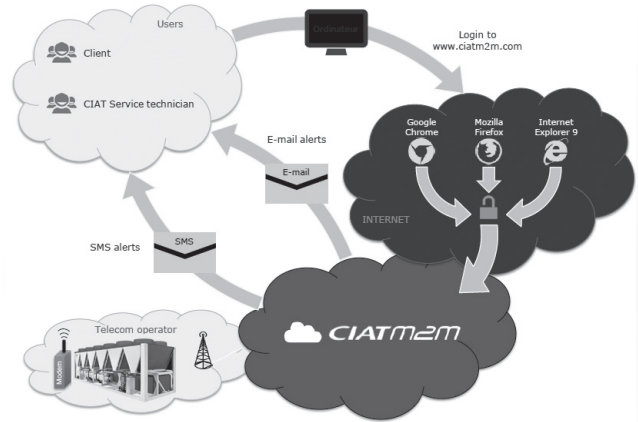 Users
Client
CIAT Service technician
Ordinateur
Login to
www.ciatm2m.com
Google
Chrome
Mozilla
Firefox
Internet
Explorer 9
INTERNET
E-mail alerts
E-mail
SMS alerts
SMS
CIATm2m
Telecom operator
Modem